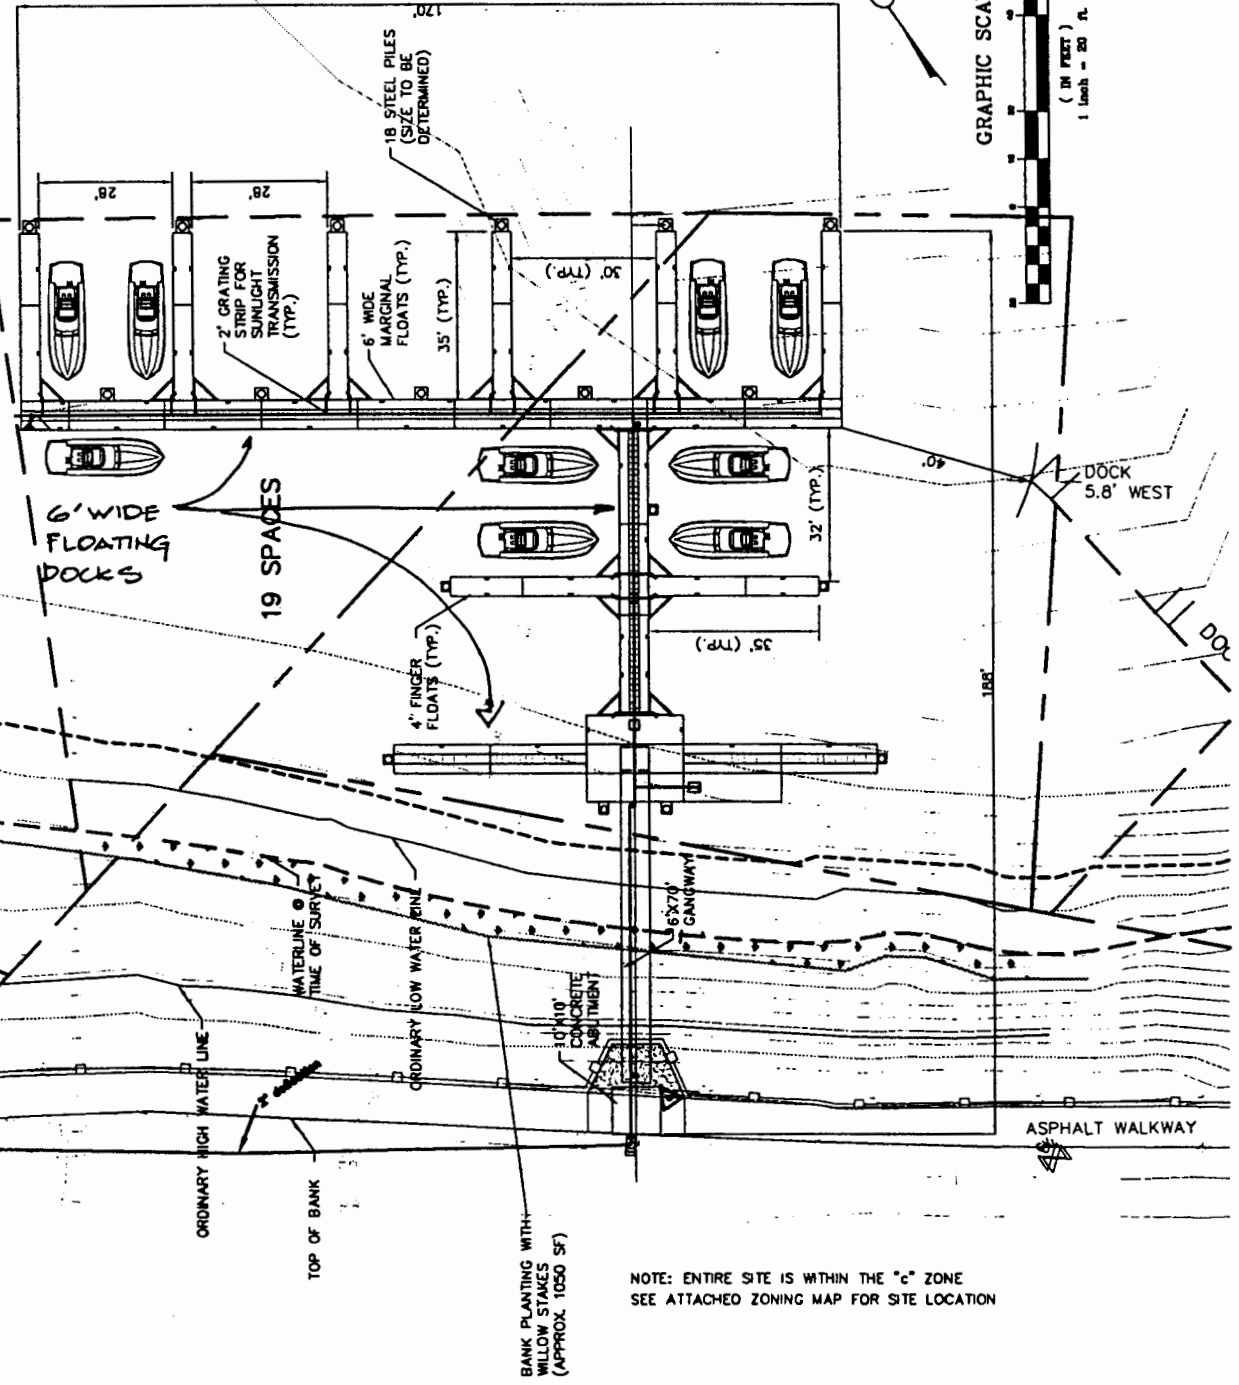 170'
18 STEEL PILES
(SIZE TO BE
DETERMINED)
GRAPHIC SCA
( IN FEET )
1 inch = 20 ft.
28'
28'
2' GRATING
STRIP FOR
SUNLIGHT
TRANSMISSION
(TYP.)
6' WIDE
MARGINAL
FLOATS (TYP.)
35' (TYP.)
30' (TYP.)
6' WIDE
FLOATING
DOCKS
19 SPACES
32' (TYP.)
40'
DOCK
5.8' WEST
DOC
4' FINGER
FLOATS (TYP.)
35' (TYP.)
188'
WATERLINE @
TIME OF SURVEY
ORDINARY LOW WATER LINE
6'X70'
GANGWAY
10'X10'
CONCRETE
ABUTMENT
ORDINARY HIGH WATER LINE
TOP OF BANK
ASPHALT WALKWAY
BANK PLANTING WITH
WILLOW STAKES
(APPROX. 1050 SF)
NOTE: ENTIRE SITE IS WITHIN THE "c" ZONE
SEE ATTACHED ZONING MAP FOR SITE LOCATION